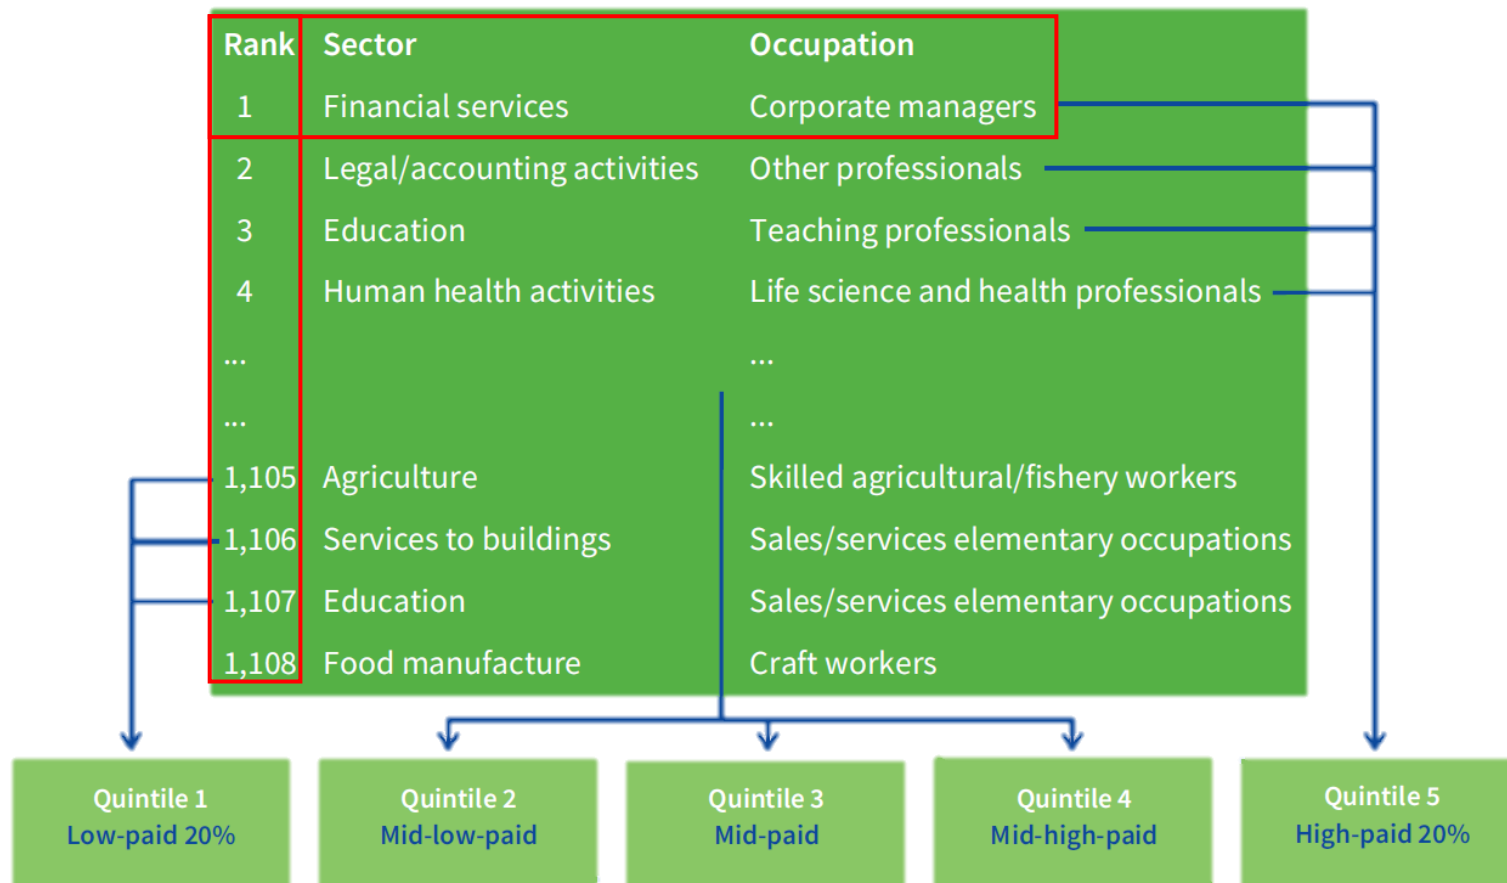 Rank Sector Occupation
1 Financial services Corporate managers
2 Legal/accounting activities Other professionals
3 Education Teaching professionals
4 Human health activities Life science and health professionals
... ...
... ...
1,105 Agriculture Skilled agricultural/fishery workers
1,106 Services to buildings Sales/services elementary occupations
1,107 Education Sales/services elementary occupations
1,108 Food manufacture Craft workers
Quintile 1
Low-paid 20%
Quintile 2
Mid-low-paid
Quintile 3
Mid-paid
Quintile 4
Mid-high-paid
Quintile 5
High-paid 20%